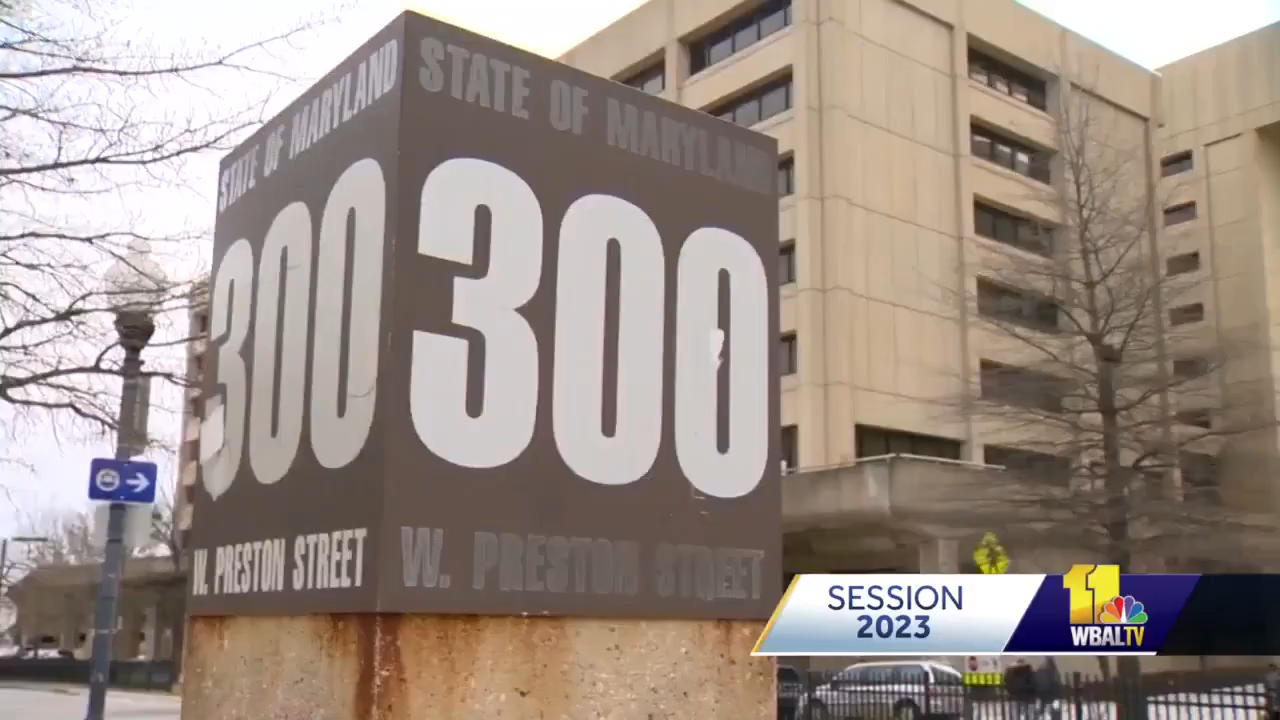 STATE OF MARYLAND
300
W. PRESTON STREET
STATE OF MARYLAND
300
W. PRESTON STREET
SESSION
2023
11
WBALTV